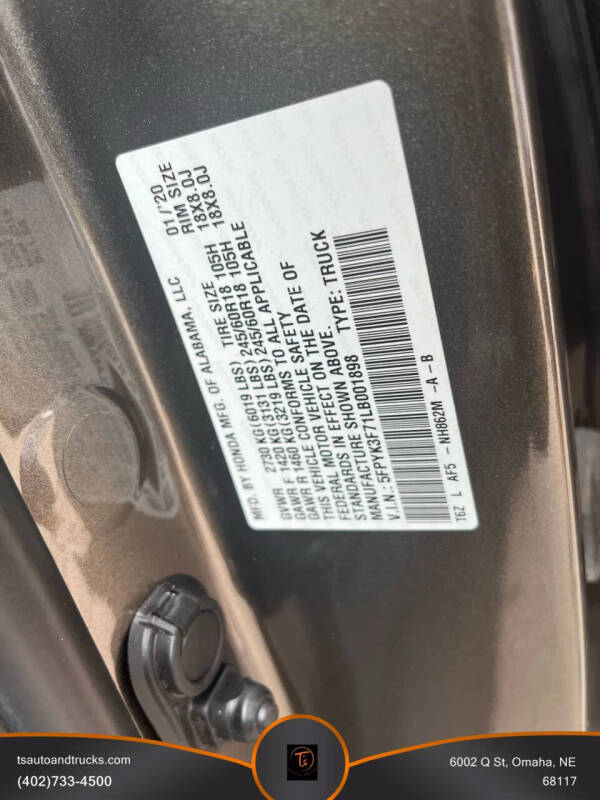 MFD. BY HONDA MFG. OF ALABAMA, LLC 01/'20
TIRE SIZE RIM SIZE
GVWR 2730 KG(6019 LBS)
GAWR F 1420 KG(3131 LBS) 245/60R18 105H 18X8.0J
GAWR R 1460 KG(3219 LBS) 245/60R18 105H 18X8.0J
THIS VEHICLE CONFORMS TO ALL APPLICABLE
FEDERAL MOTOR VEHICLE SAFETY
STANDARDS IN EFFECT ON THE DATE OF
MANUFACTURE SHOWN ABOVE.
V.I.N.: 5FPYK3F71LB001898 TYPE: TRUCK
T6Z L AF5 - NH862M -A-B
tsautoandtrucks.com
(402)733-4500
6002 Q St, Omaha, NE
68117